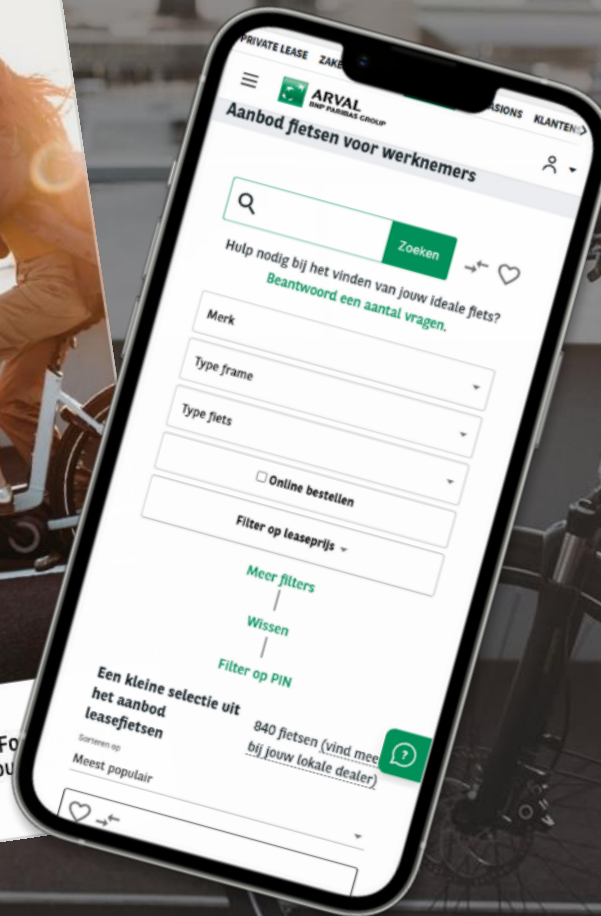 PRIVATE LEASE
KLANTEN
ARVAL
BNP PARIBAS GROUP
Aanbod fietsen voor werknemers
Zoeken
Hulp nodig bij het vinden van jouw ideale fiets?
Beantwoord een aantal vragen.
Merk
Type frame
Type fiets
Online bestellen
Filter op leaseprijs
Meer filters
Wissen
Filter op PIN
Een kleine selectie uit
het aanbod
leasefietsen
840 fietsen (vind mee
bij jouw lokale dealer)
Sorteren op
Meest populair